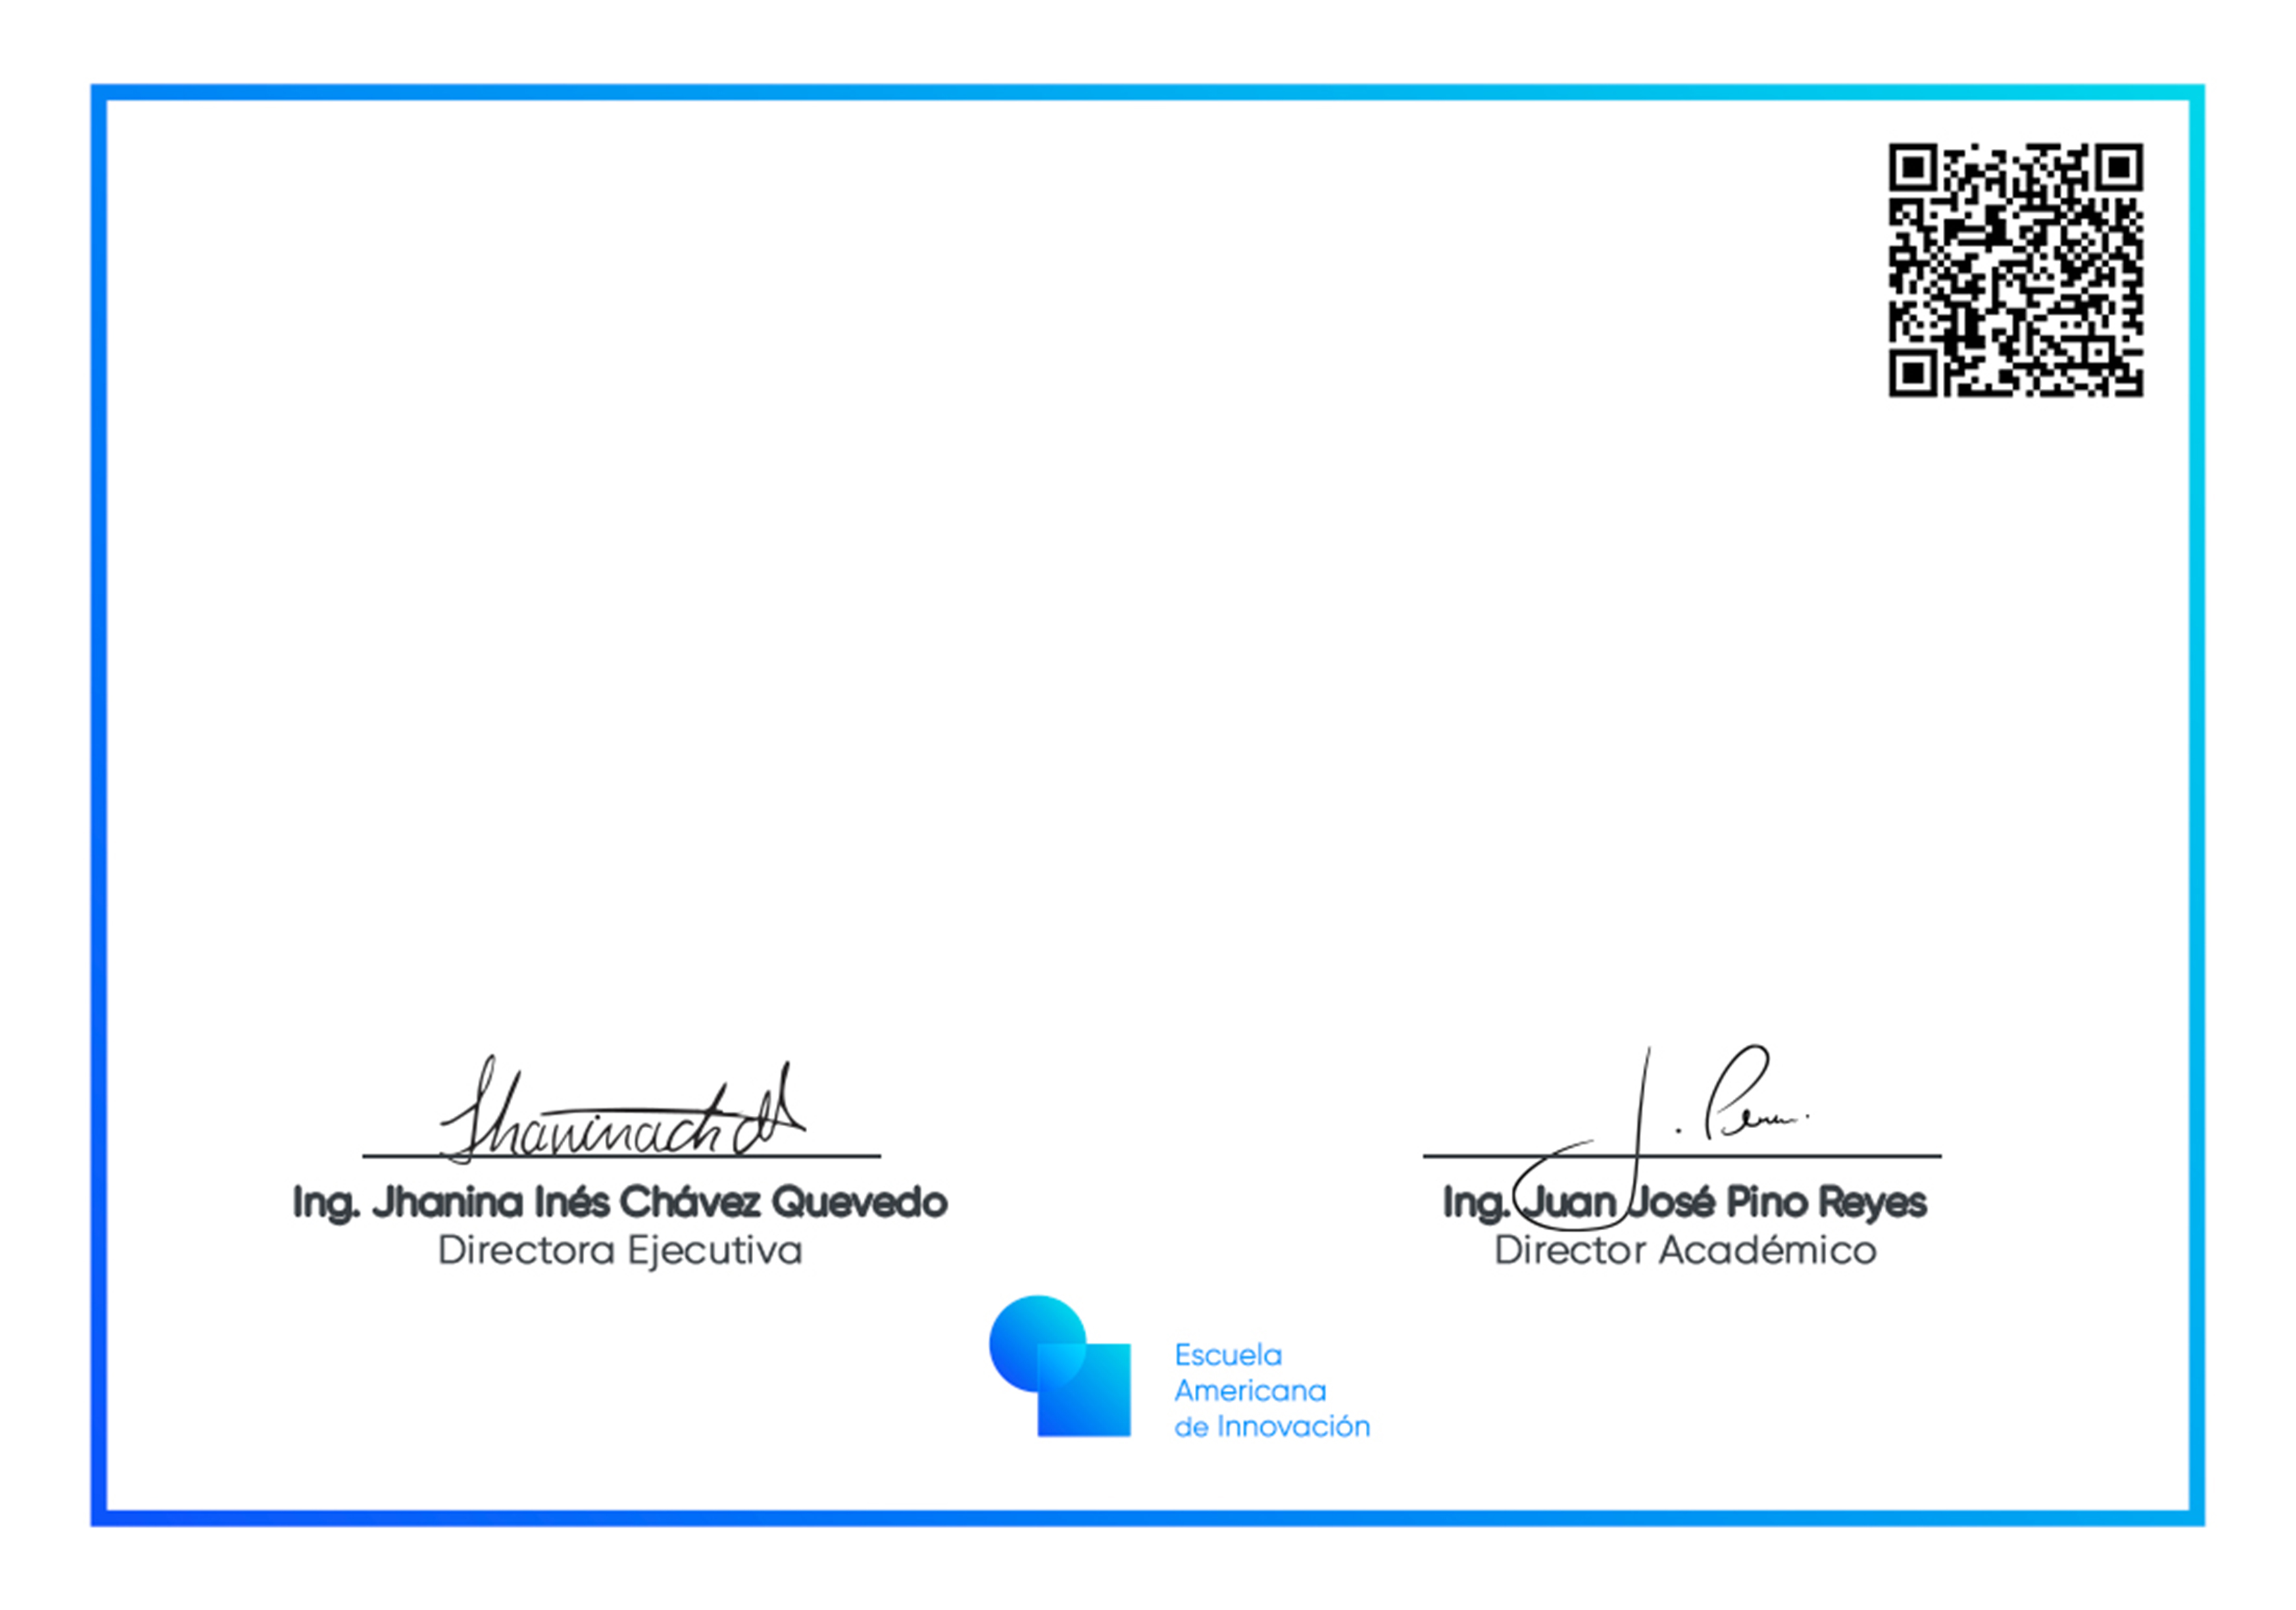 Ing. Jhanina Inés Chávez Quevedo
Directora Ejecutiva
Ing. Juan José Pino Reyes
Director Académico
Escuela
Americana
de Innovación